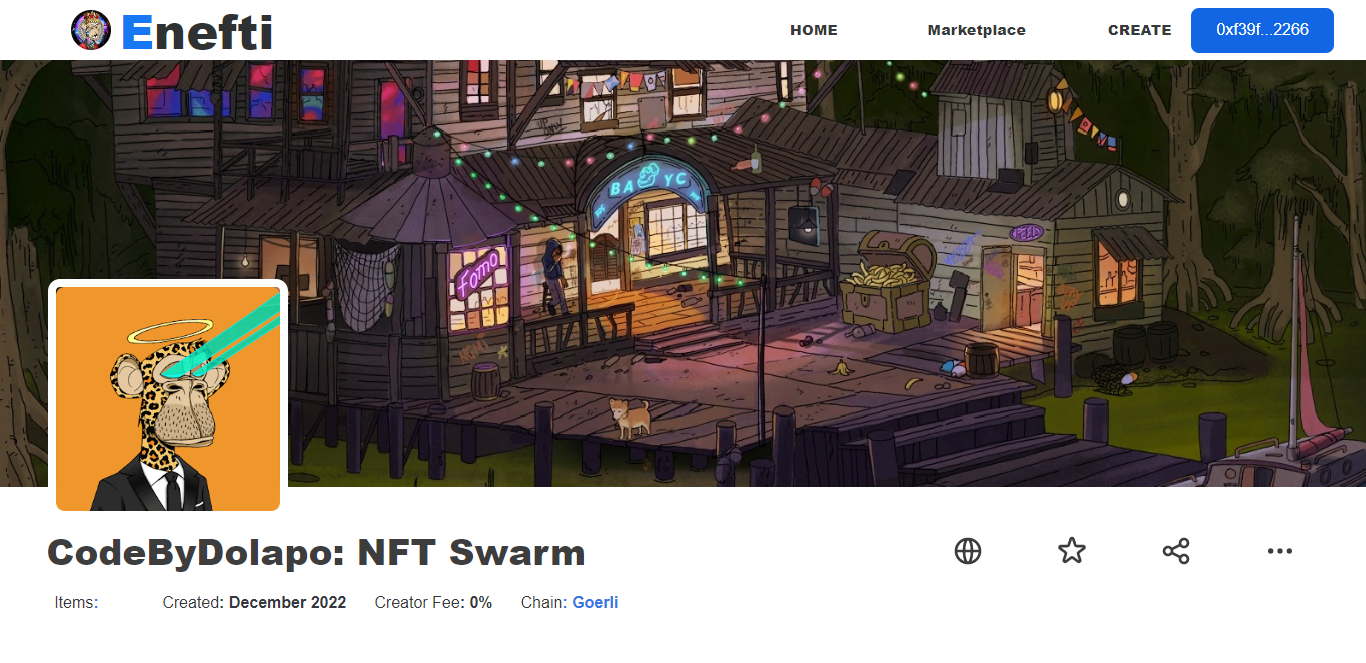 Enefti
HOME
Marketplace
CREATE
0xf39f...2266
BAYC
Fomo
CodeByDolapo: NFT Swarm
Items:
Created: December 2022
Creator Fee: 0%
Chain: Goerli